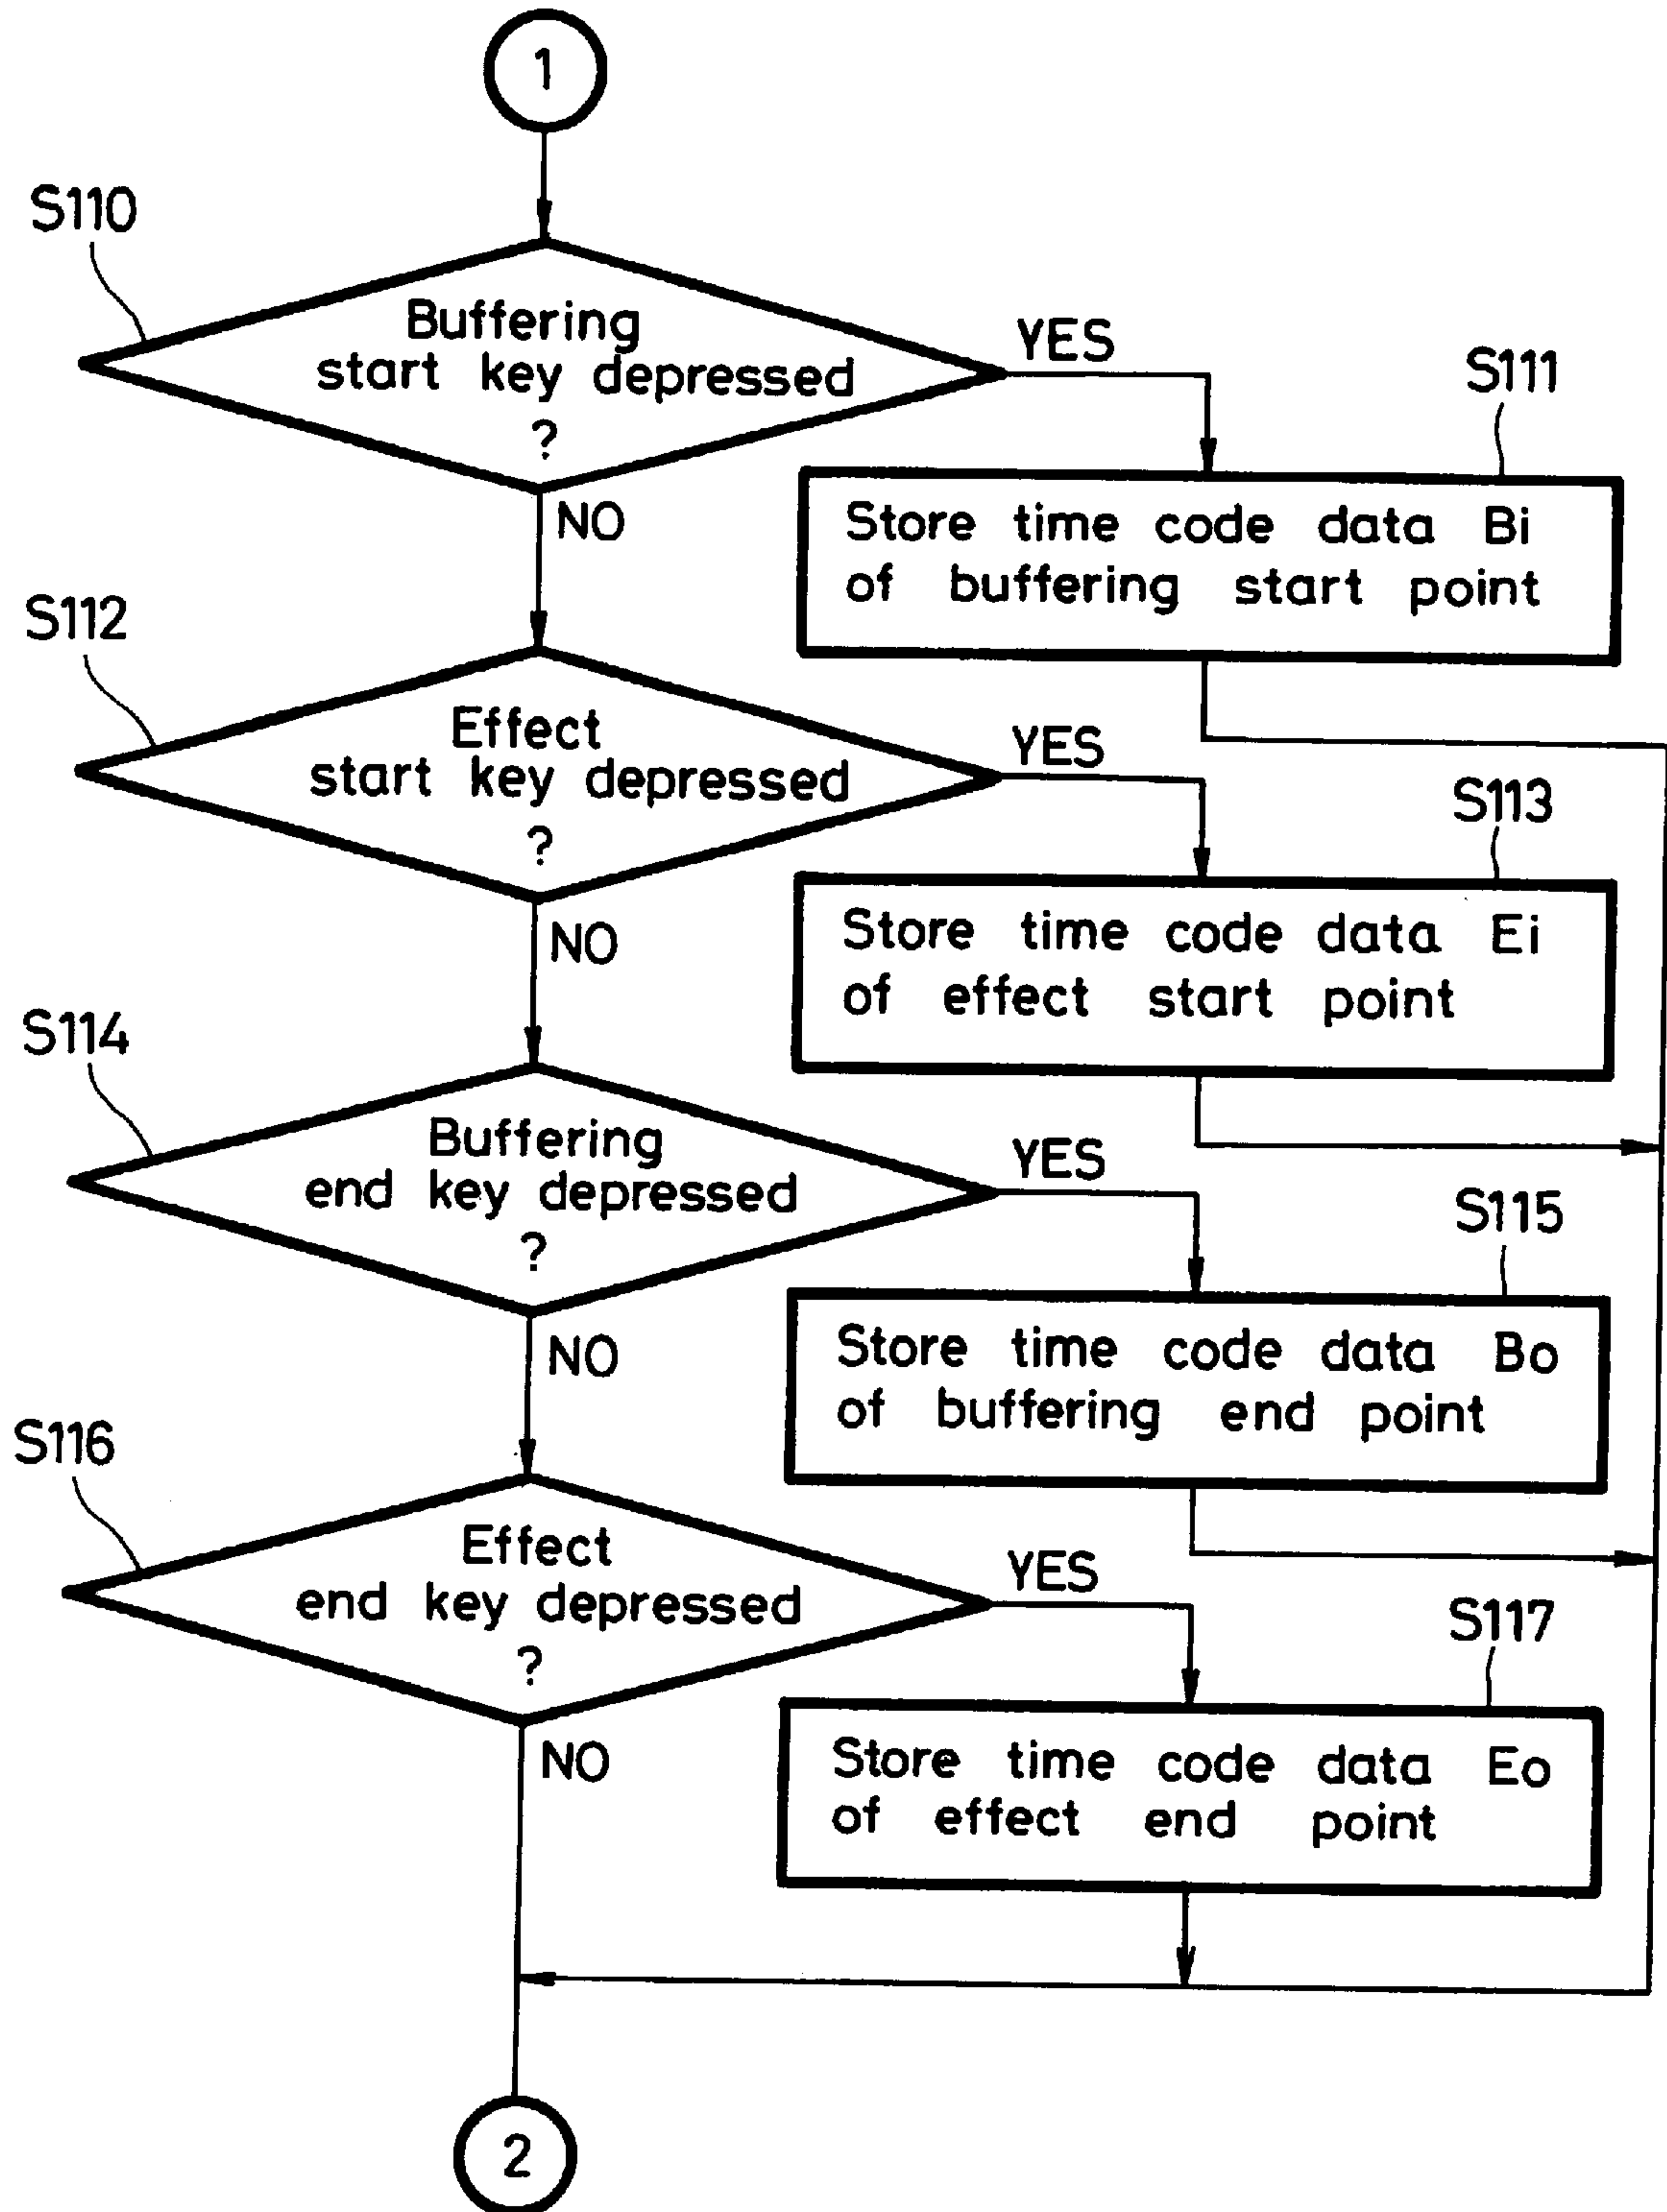 1
S110
Buffering
start key depressed
?
YES
NO
S111
Store time code data Bi
of buffering start point
S112
Effect
start key depressed
?
YES
NO
S113
Store time code data Ei
of effect start point
S114
Buffering
end key depressed
?
YES
NO
S115
Store time code data Bo
of buffering end point
S116
Effect
end key depressed
?
YES
NO
S117
Store time code data Eo
of effect end point
2